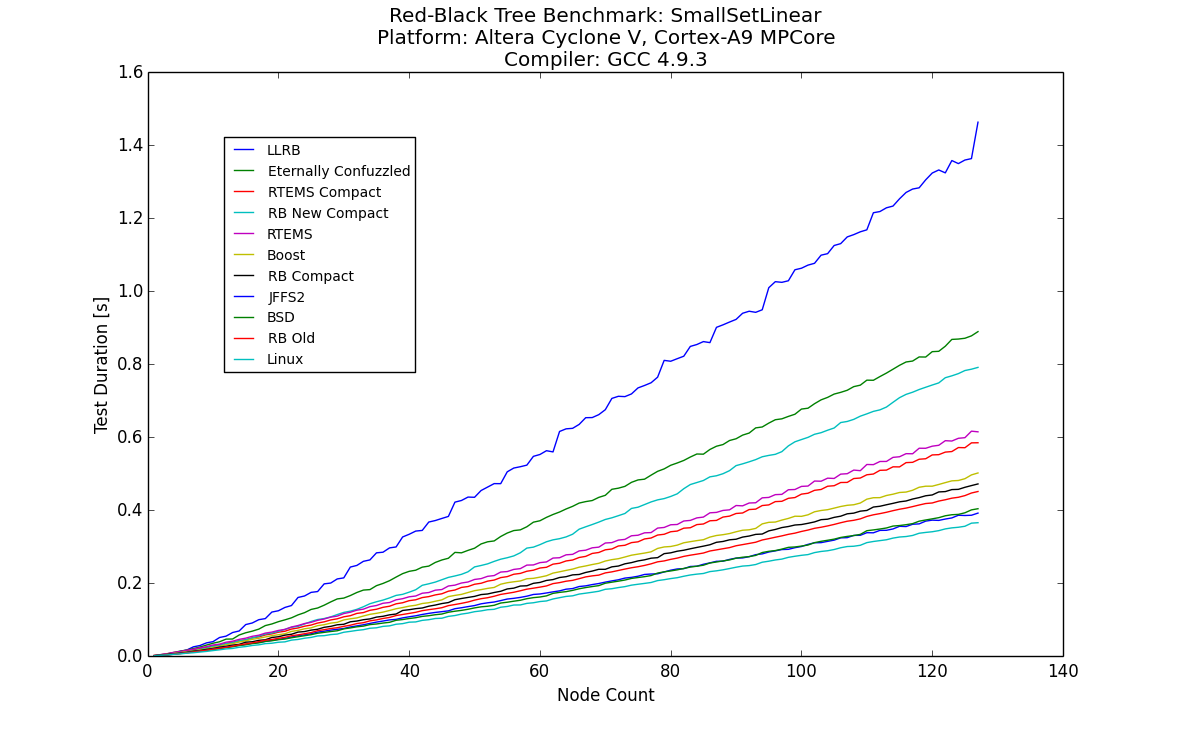 Red-Black Tree Benchmark: SmallSetLinear
Platform: Altera Cyclone V, Cortex-A9 MPCore
Compiler: GCC 4.9.3
1.6
1.4
1.2
1.0
0.8
0.6
0.4
0.2
0.0
Test Duration [s]
LLRB
Eternally Confuzzled
RTEMS Compact
RB New Compact
RTEMS
Boost
RB Compact
JFFS2
BSD
RB Old
Linux
0 20 40 60 80 100 120 140
Node Count